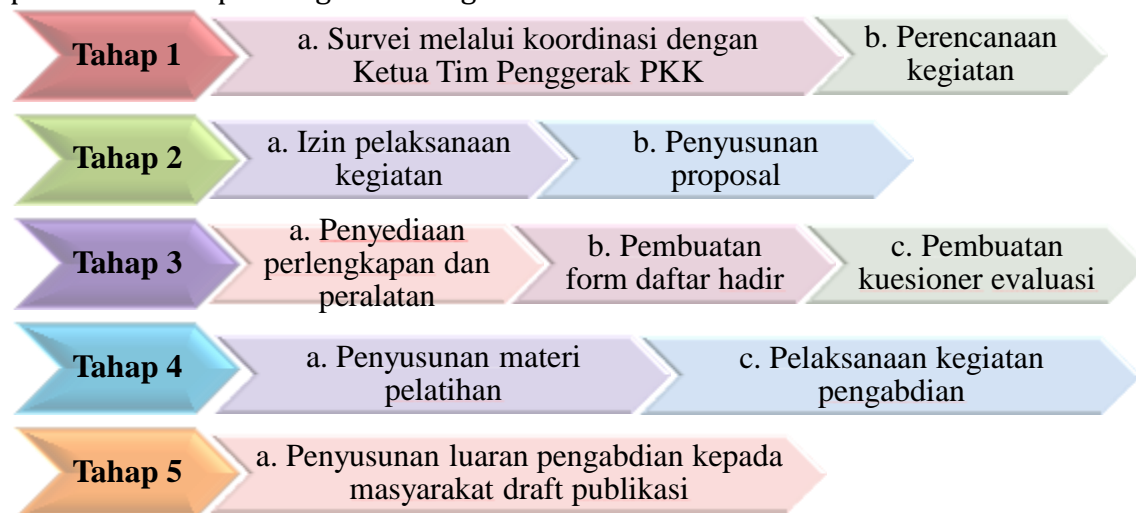 Tahap 1
a. Survei melalui koordinasi dengan
Ketua Tim Penggerak PKK
b. Perencanaan
kegiatan
Tahap 2
a. Izin pelaksanaan
kegiatan
b. Penyusunan
proposal
Tahap 3
a. Penyediaan
perlengkapan dan
peralatan
b. Pembuatan
form daftar hadir
c. Pembuatan
kuesioner evaluasi
Tahap 4
a. Penyusunan materi
pelatihan
c. Pelaksanaan kegiatan
pengabdian
Tahap 5
a. Penyusunan luaran pengabdian kepada
masyarakat draft publikasi